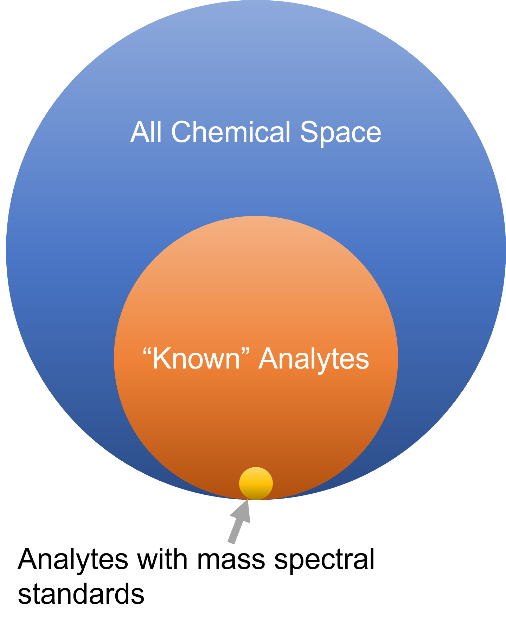 All Chemical Space
“Known” Analytes
Analytes with mass spectral
standards